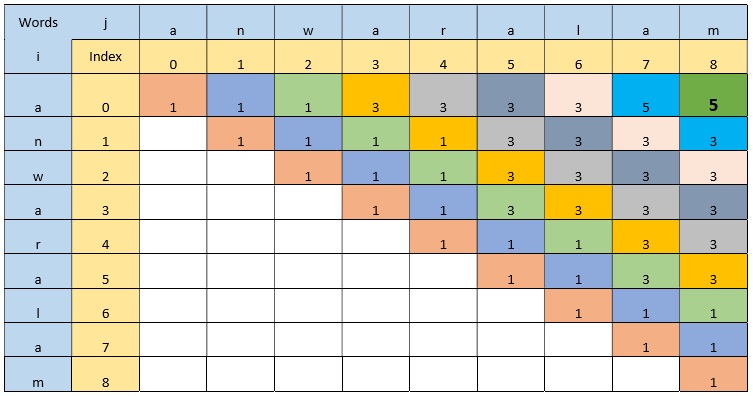 Words j a n w a r a l a m
i Index 0 1 2 3 4 5 6 7 8
a 0 1 1 1 3 3 3 3 5 5
n 1 1 1 1 1 3 3 3 3
w 2 1 1 1 3 3 3 3
a 3 1 1 3 3 3 3
r 4 1 1 1 3 3
a 5 1 1 3 3
l 6 1 1 1
a 7 1 1
m 8 1